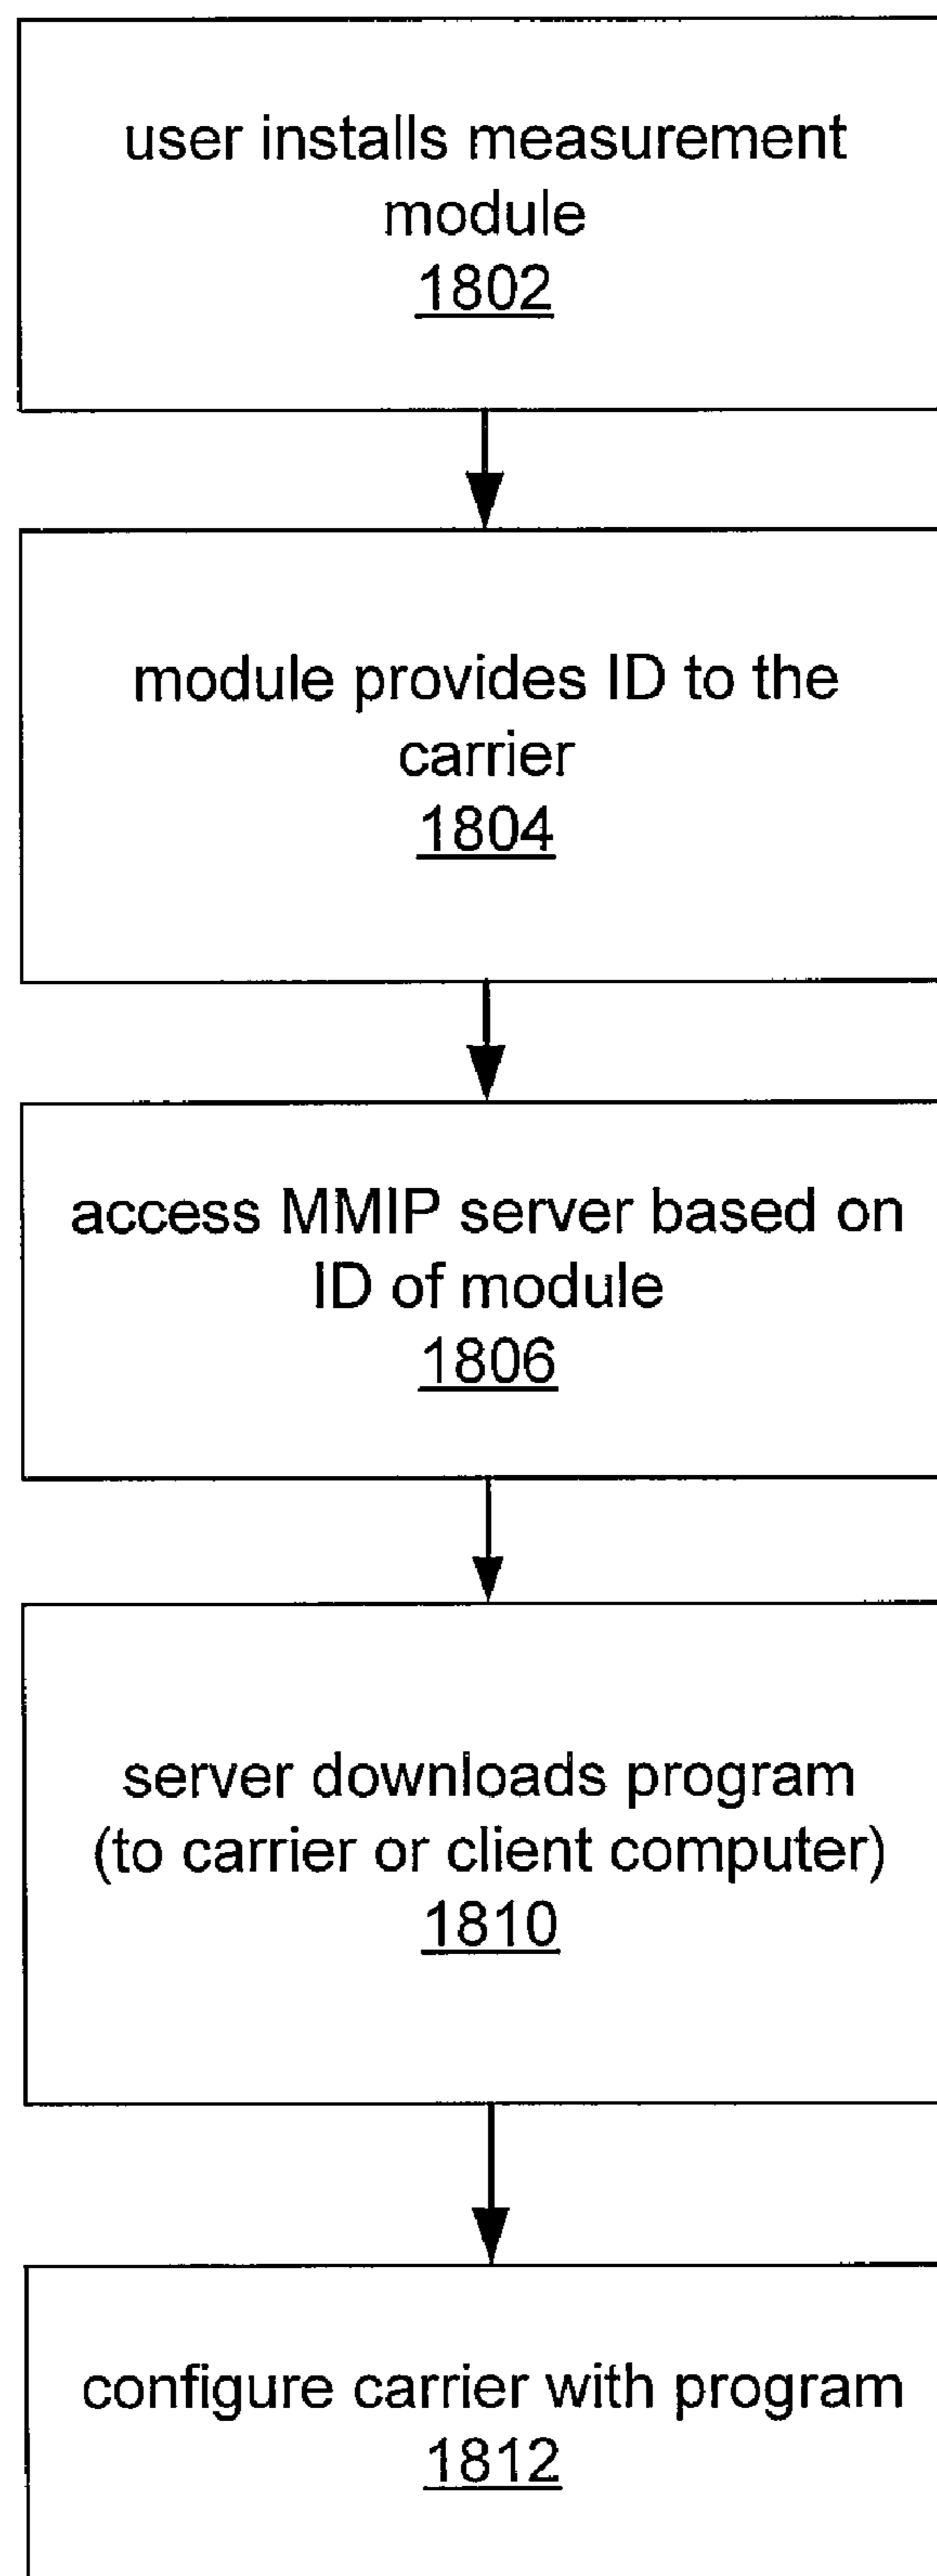 user installs measurement
module
1802
module provides ID to the
carrier
1804
access MMIP server based on
ID of module
1806
server downloads program
(to carrier or client computer)
1810
configure carrier with program
1812